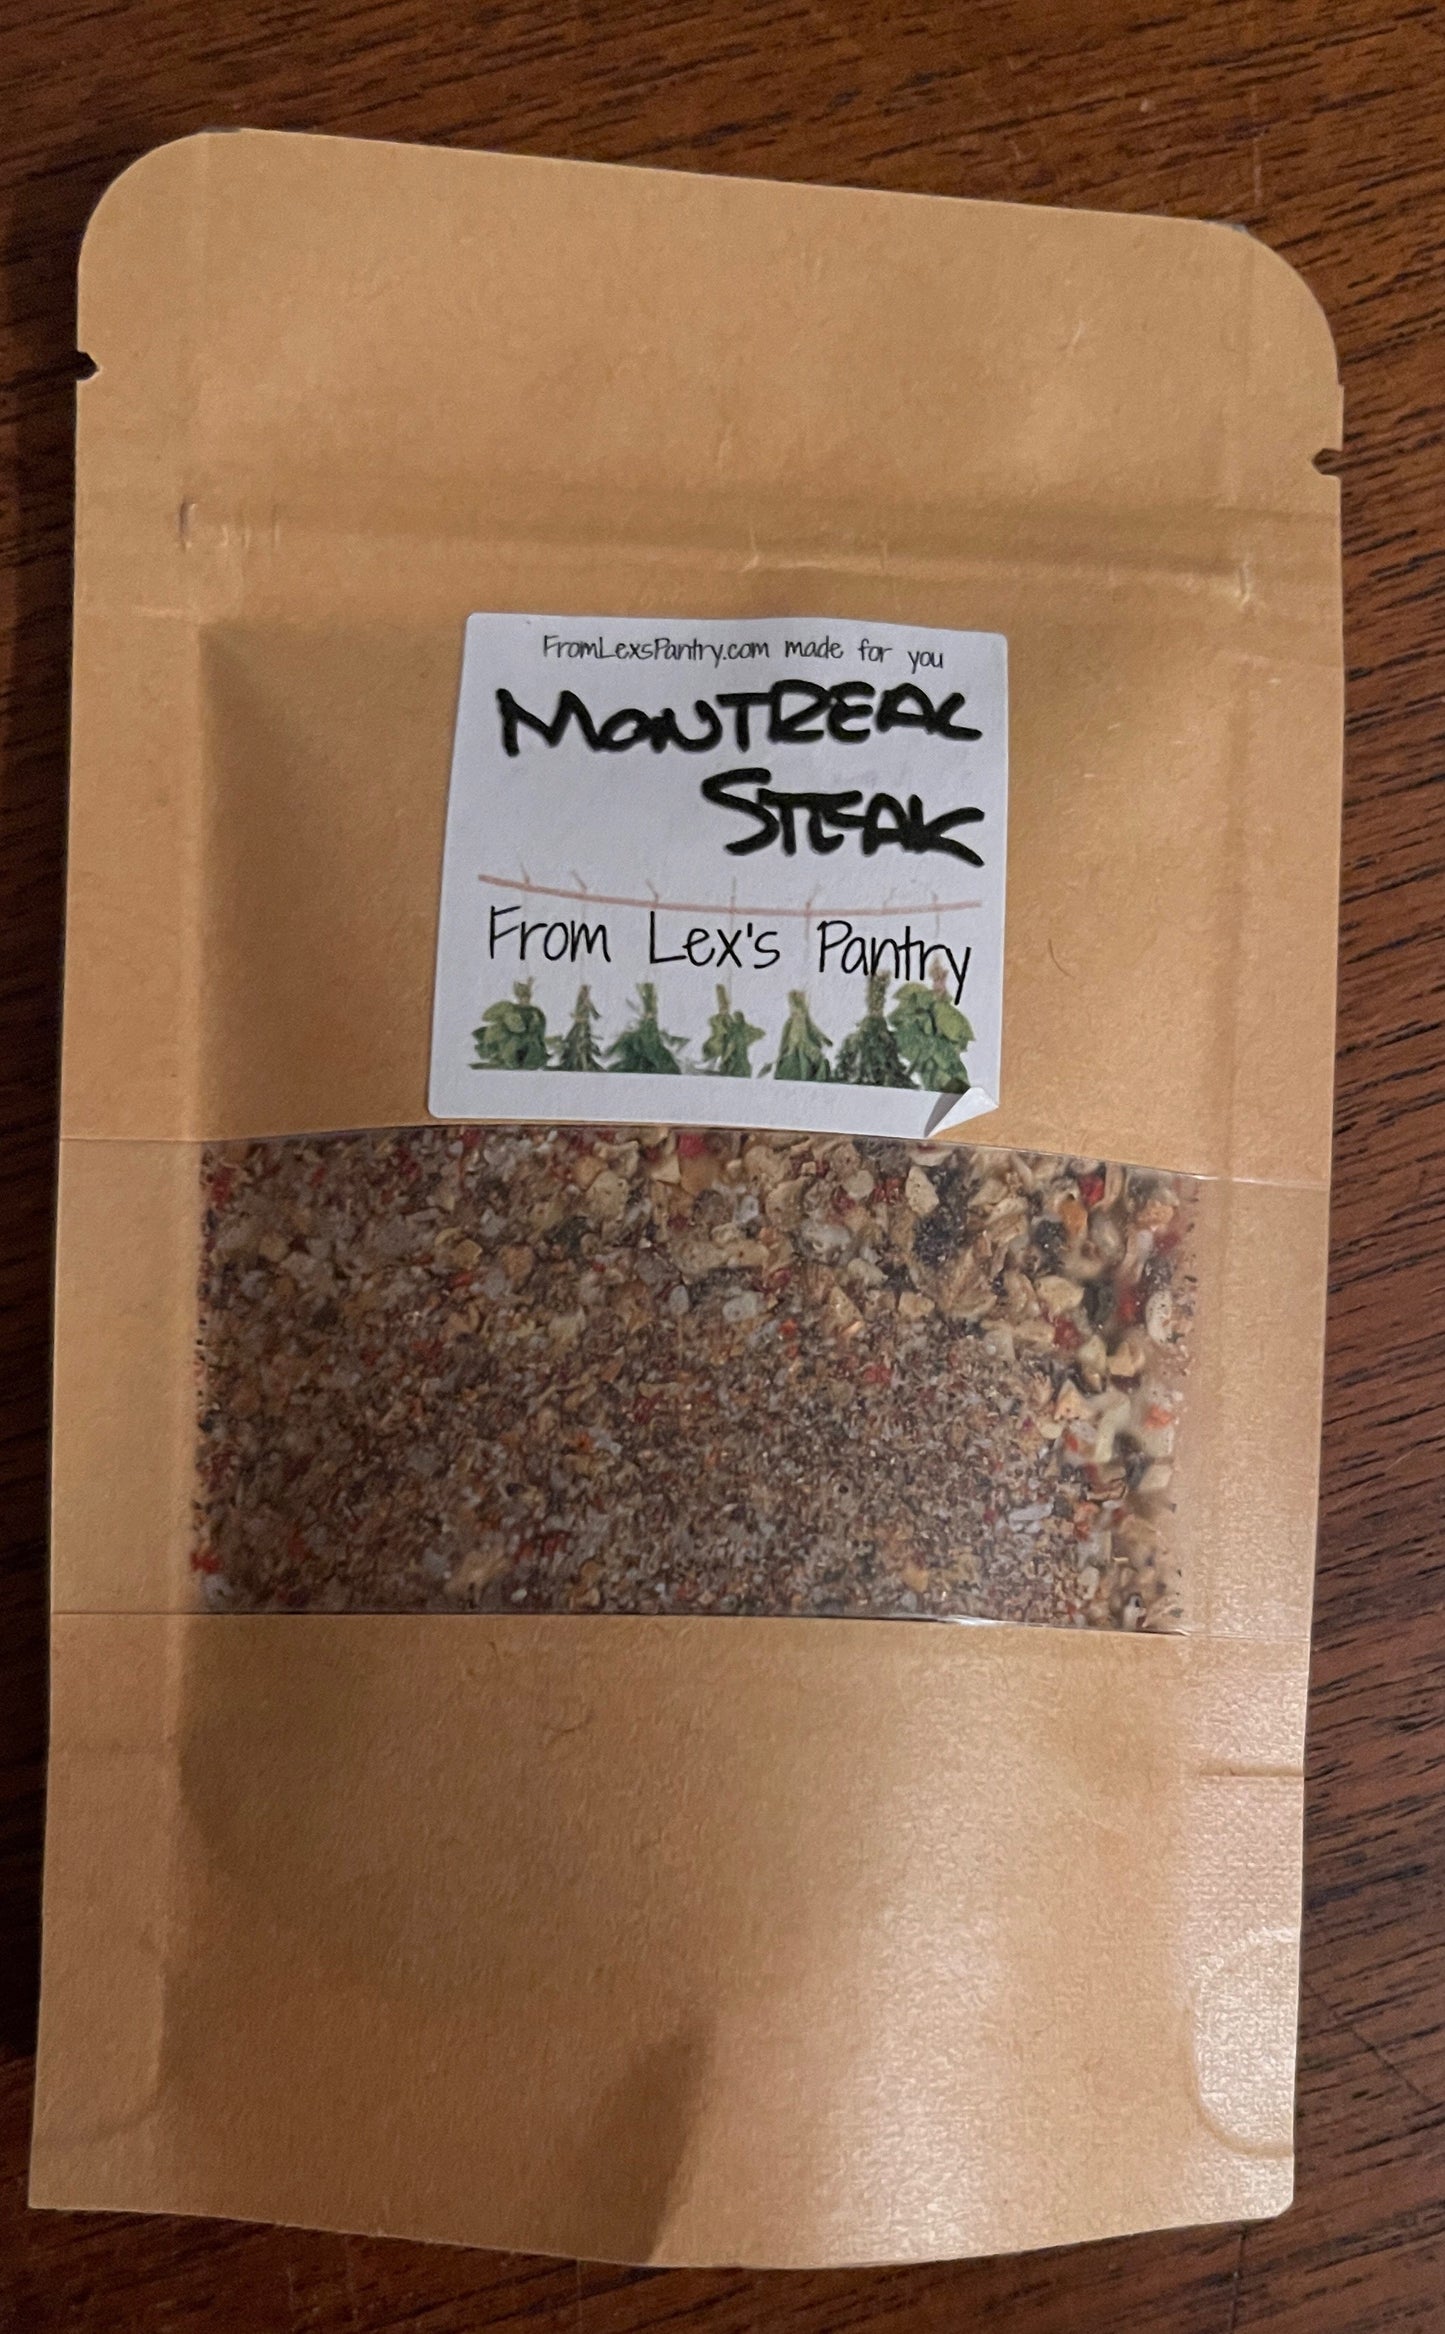 FromLexsPantry.com made for you
MONTREAL
STEAK
From Lex's Pantry